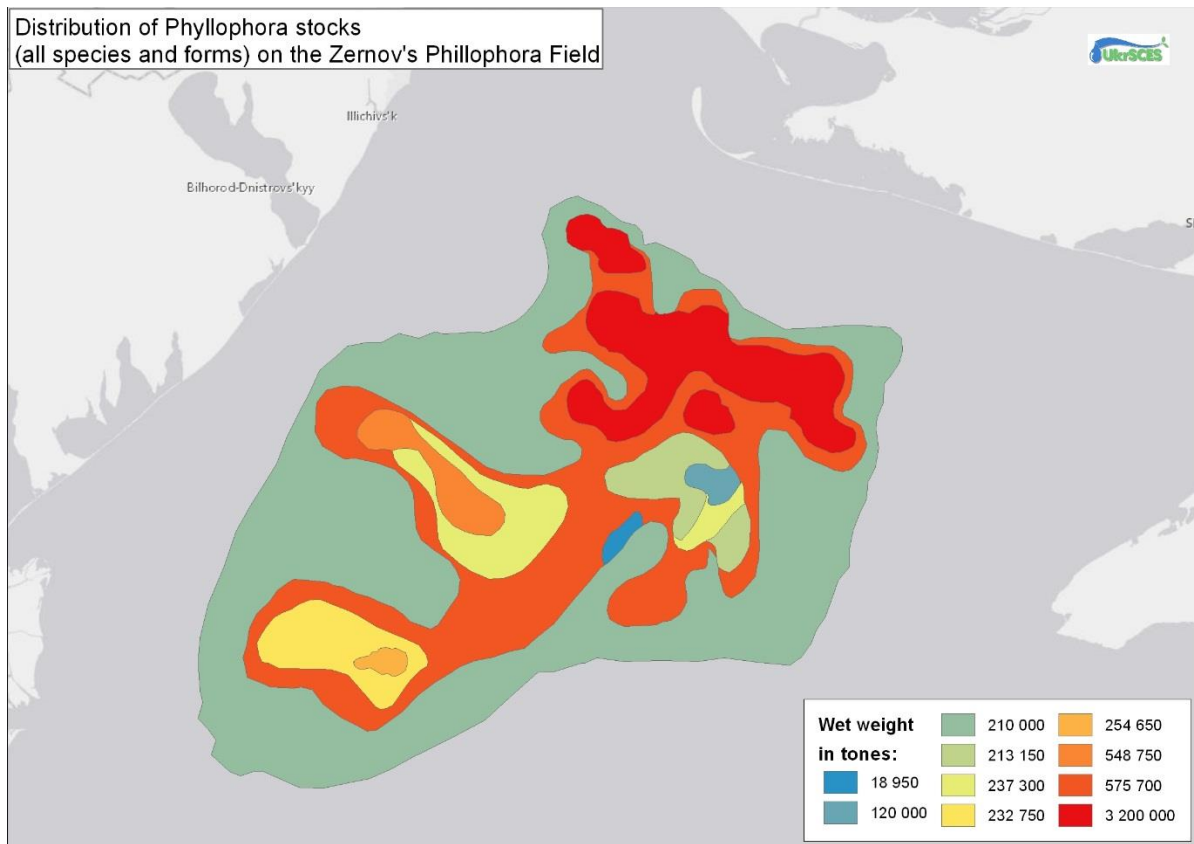 Distribution of Phyllophora stocks
(all species and forms) on the Zernov's Phillophora Field
UkrSCES
Illichivs'k
Bilhorod-Dnistrovs'kyy
Wet weight
in tones:
18 950
120 000
210 000
213 150
237 300
232 750
254 650
548 750
575 700
3 200 000